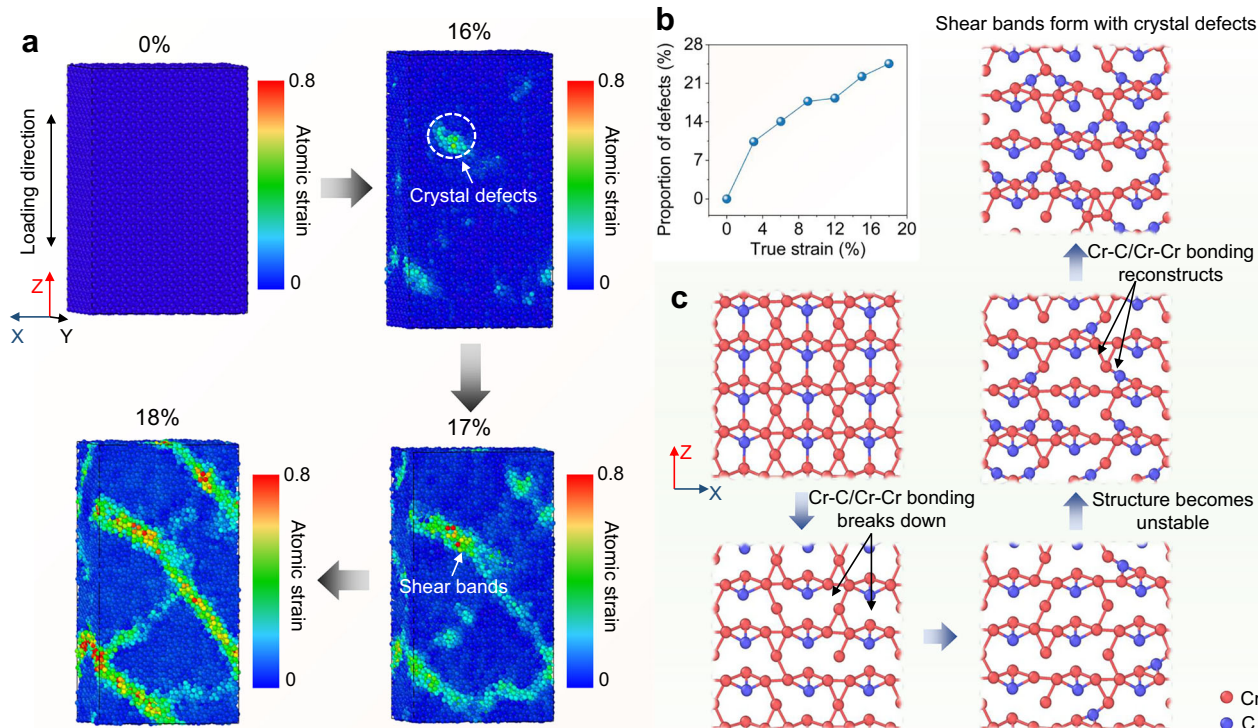 a
0%
Loading direction
Z
X
Y
0.8
Atomic strain
0
16%
Crystal defects
0.8
Atomic strain
0
17%
Shear bands
0.8
Atomic strain
0
18%
0.8
Atomic strain
0
b
Proportion of defects (%)
28
21
14
7
0
0
4
8
12
16
20
True strain (%)
c
Z
X
Cr-C/Cr-Cr bonding
breaks down
Structure becomes
unstable
Cr-C/Cr-Cr bonding
reconstructs
Shear bands form with crystal defects
Cr
C